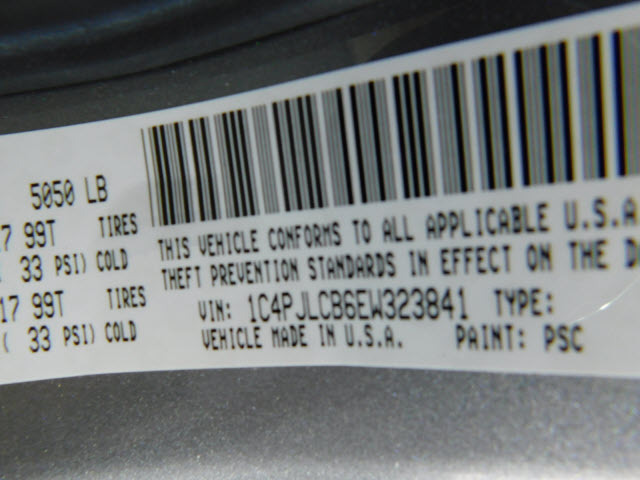 5050 LB
17 99T TIRES
33 PSI) COLD
17 99T TIRES
( 33 PSI) COLD
THIS VEHICLE CONFORMS TO ALL APPLICABLE U.S.A
THEFT PREVENTION STANDARDS IN EFFECT ON THE D
VIN: 1C4PJLCB6EW323841 TYPE:
VEHICLE MADE IN U.S.A. PAINT: PSC